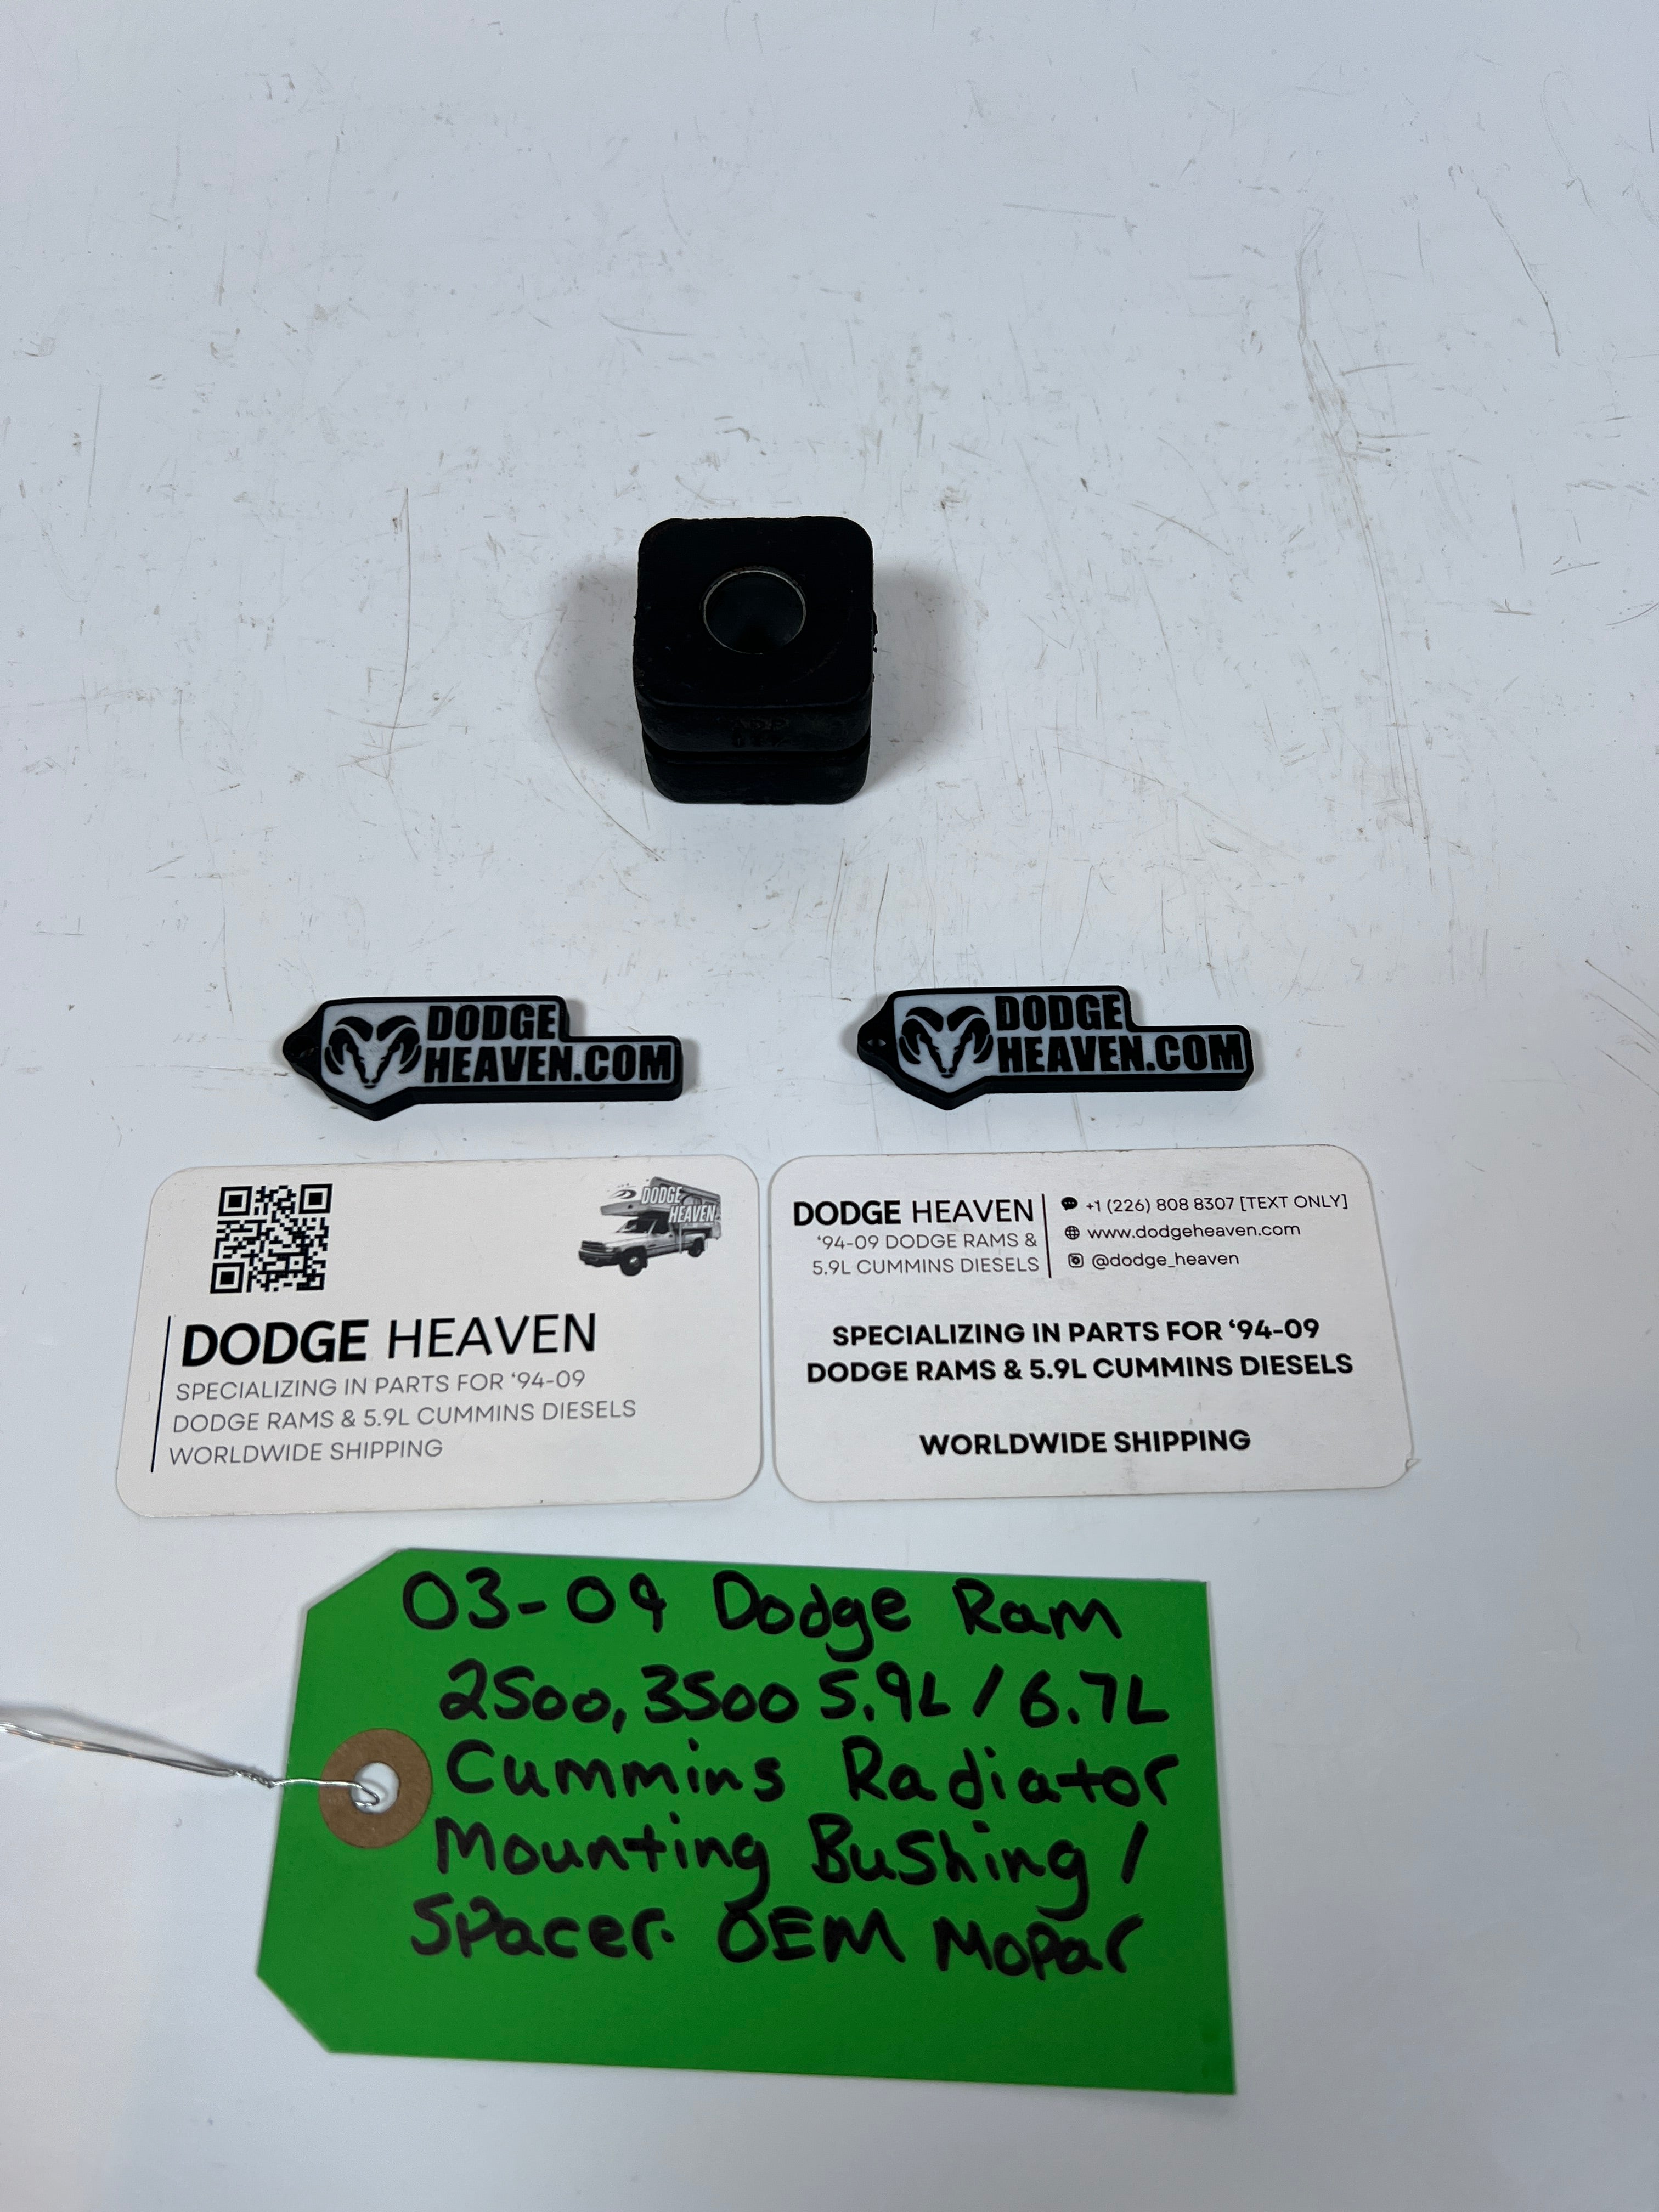 DODGE
HEAVEN.COM
DODGE
HEAVEN.COM
DODGE
HEAVEN
DODGE HEAVEN
SPECIALIZING IN PARTS FOR ‘94-09
DODGE RAMS & 5.9L CUMMINS DIESELS
WORLDWIDE SHIPPING
DODGE HEAVEN
‘94-09 DODGE RAMS &
5.9L CUMMINS DIESELS
+1 (226) 808 8307 [TEXT ONLY]
www.dodgeheaven.com
@dodge_heaven
SPECIALIZING IN PARTS FOR ‘94-09
DODGE RAMS & 5.9L CUMMINS DIESELS
WORLDWIDE SHIPPING
03-09 Dodge Ram
2500, 3500 5.9L / 6.7L
Cummins Radiator
Mounting Bushing /
Spacer. OEM Mopar